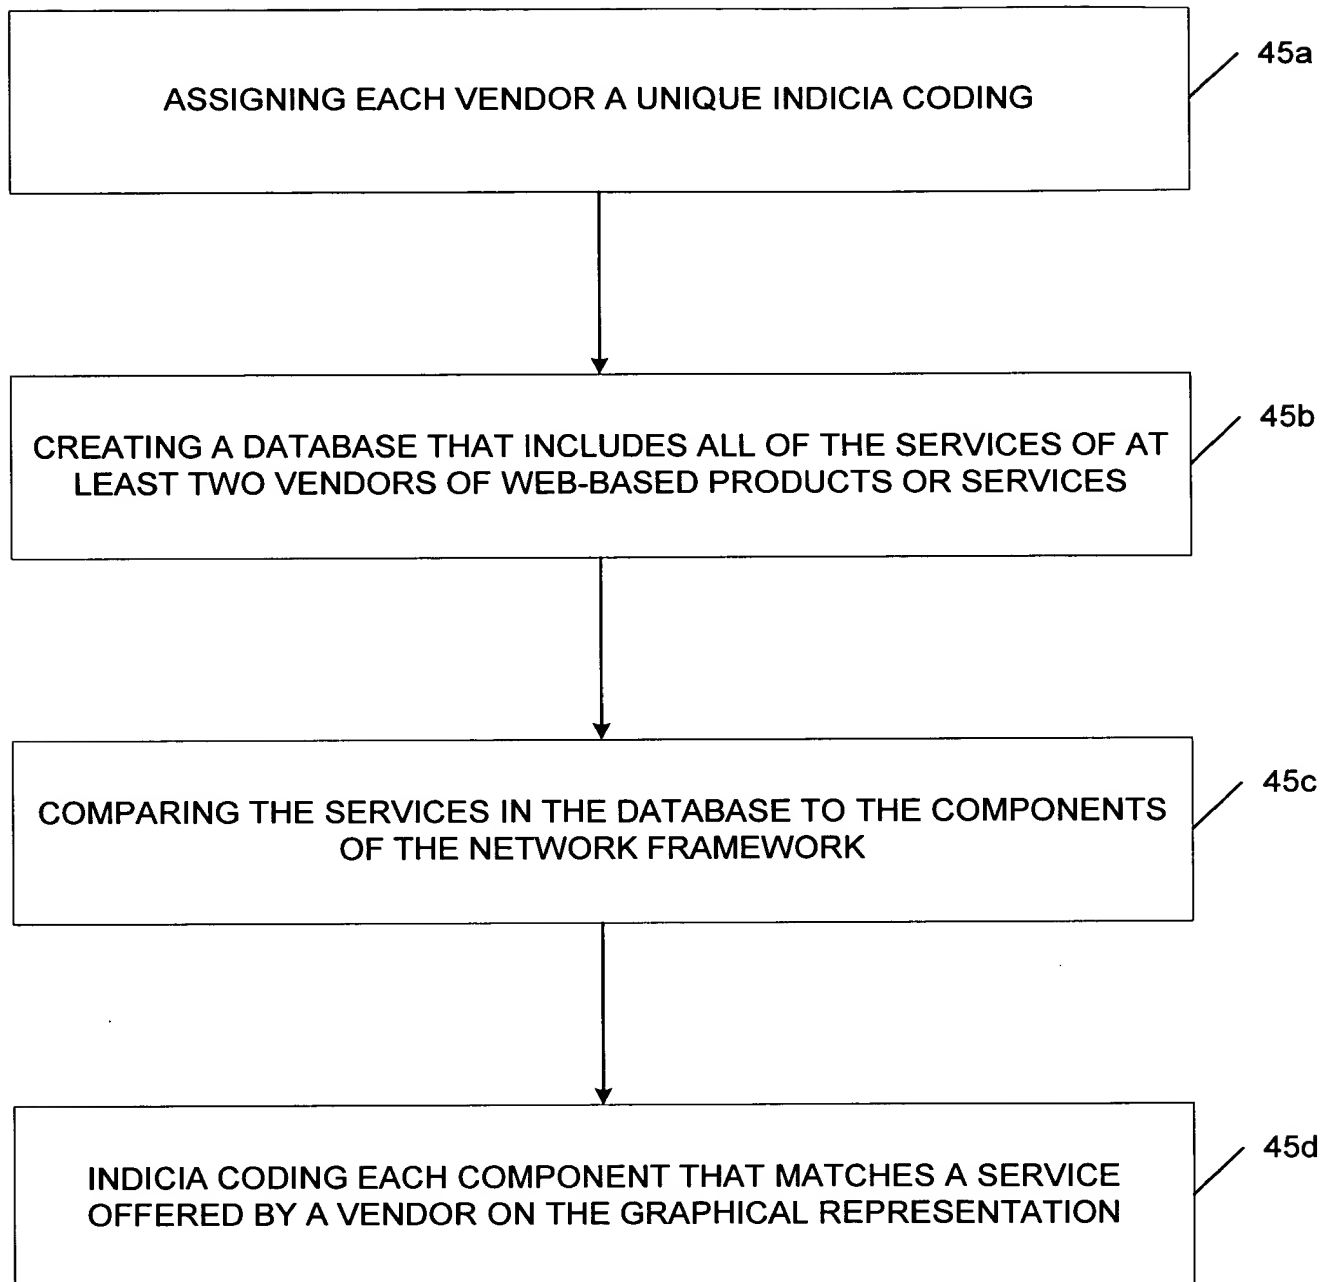 ASSIGNING EACH VENDOR A UNIQUE INDICIA CODING
45a
CREATING A DATABASE THAT INCLUDES ALL OF THE SERVICES OF AT
LEAST TWO VENDORS OF WEB-BASED PRODUCTS OR SERVICES
45b
COMPARING THE SERVICES IN THE DATABASE TO THE COMPONENTS
OF THE NETWORK FRAMEWORK
45c
INDICIA CODING EACH COMPONENT THAT MATCHES A SERVICE
OFFERED BY A VENDOR ON THE GRAPHICAL REPRESENTATION
45d